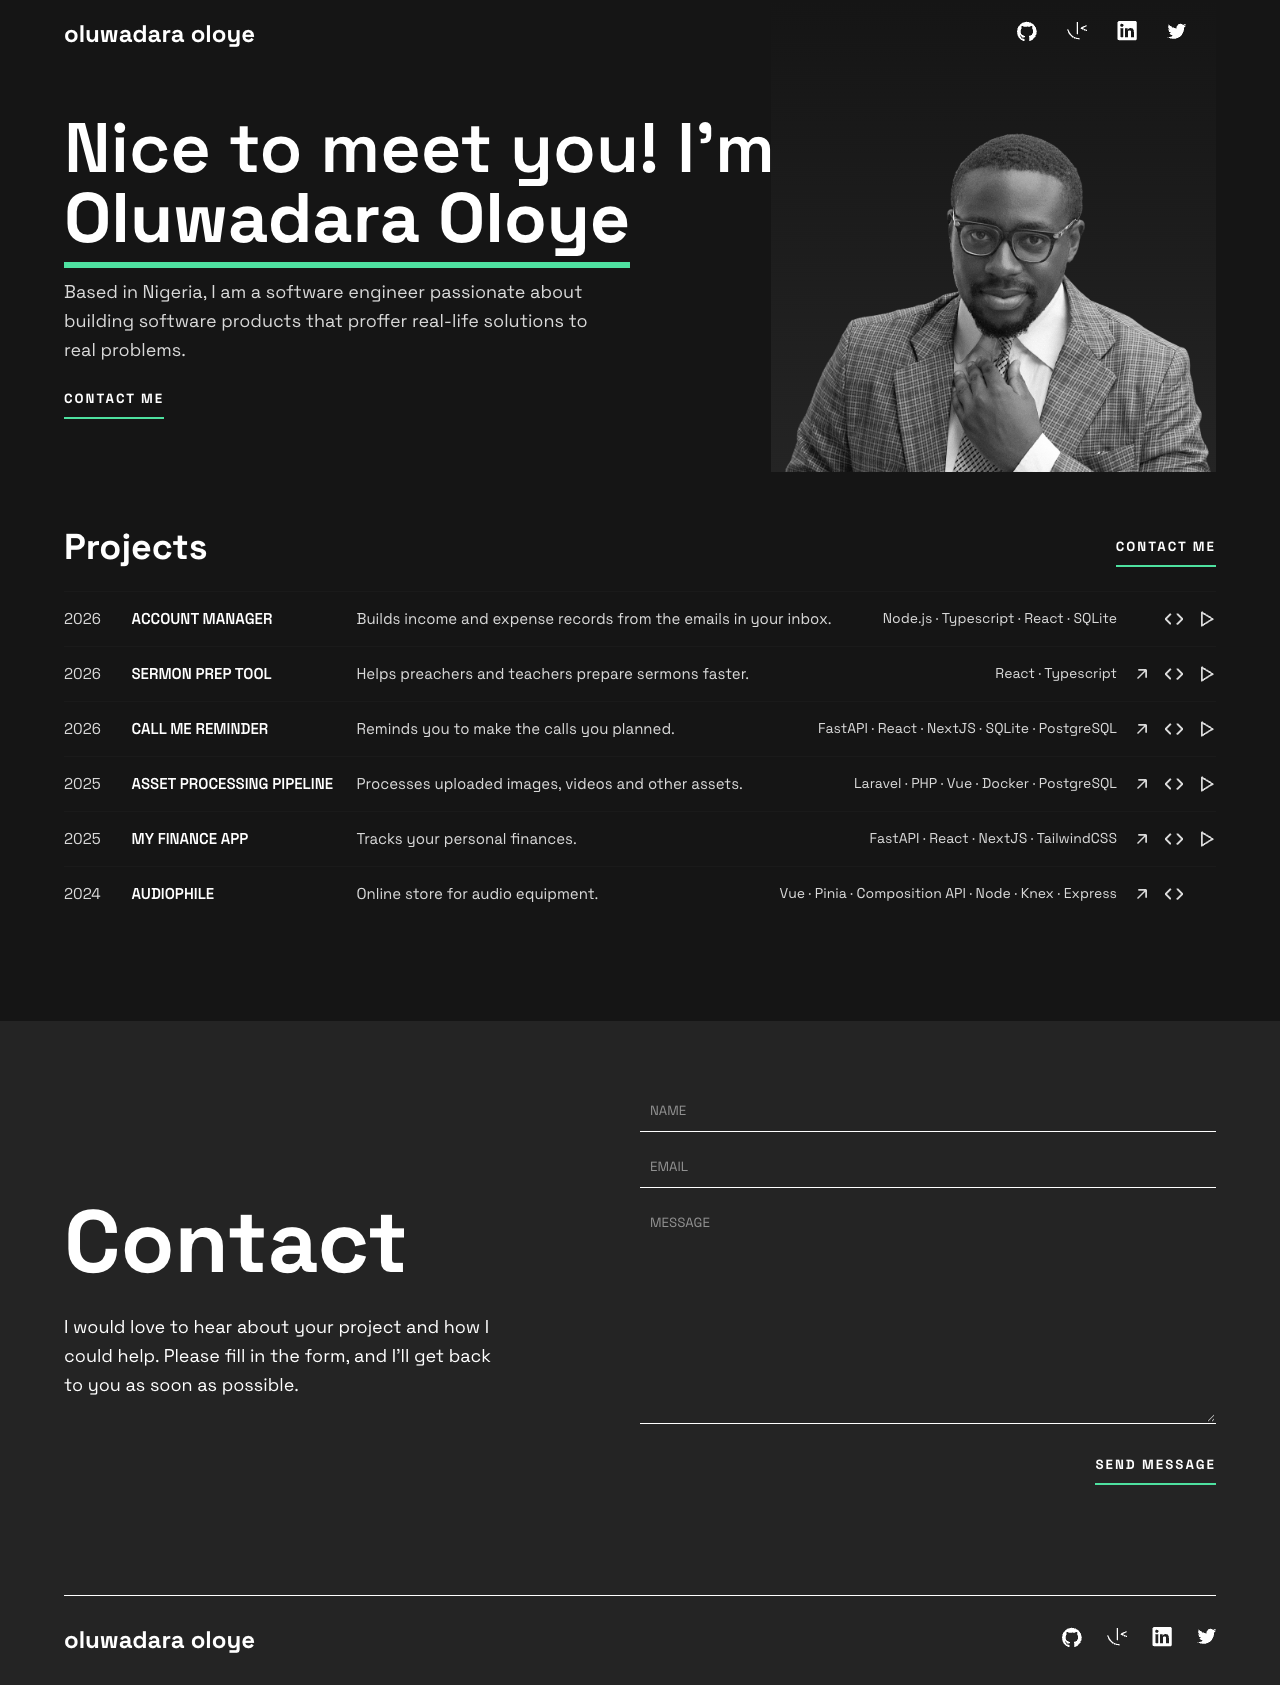 oluwadara oloye
Nice to meet you! I’m
Oluwadara Oloye
Based in Nigeria, I am a software engineer passionate about
building software products that proffer real-life solutions to
real problems.
CONTACT ME
Projects
CONTACT ME
2026 ACCOUNT MANAGER Builds income and expense records from the emails in your inbox. Node.js · Typescript · React · SQLite
2026 SERMON PREP TOOL Helps preachers and teachers prepare sermons faster. React · Typescript
2026 CALL ME REMINDER Reminds you to make the calls you planned. FastAPI · React · NextJS · SQLite · PostgreSQL
2025 ASSET PROCESSING PIPELINE Processes uploaded images, videos and other assets. Laravel · PHP · Vue · Docker · PostgreSQL
2025 MY FINANCE APP Tracks your personal finances. FastAPI · React · NextJS · TailwindCSS
2024 AUDIOPHILE Online store for audio equipment. Vue · Pinia · Composition API · Node · Knex · Express
NAME
EMAIL
MESSAGE
Contact
I would love to hear about your project and how I
could help. Please fill in the form, and I’ll get back
to you as soon as possible.
SEND MESSAGE
oluwadara oloye